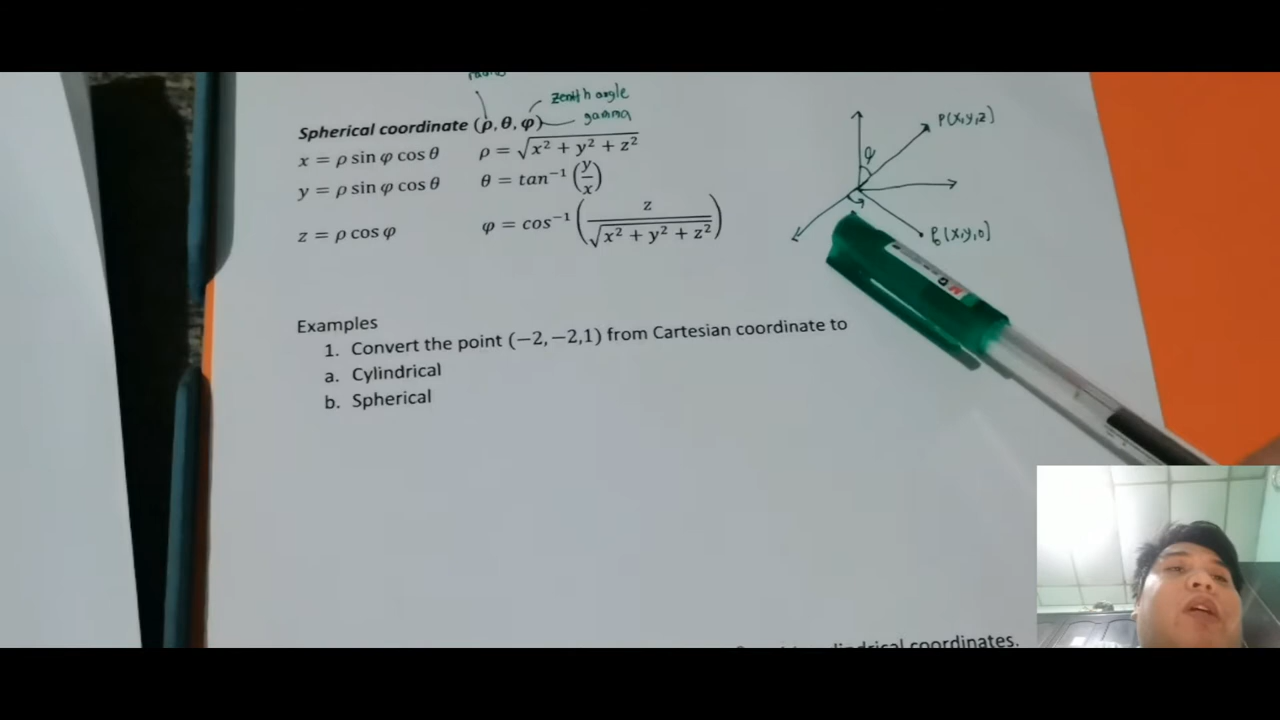 zenith angle
gamma
Spherical coordinate (ρ, θ, φ)
x = ρ sin φ cos θ
ρ = √x² + y² + z²
y = ρ sin φ cos θ
θ = tan⁻¹ (y/x)
z = ρ cos φ
φ = cos⁻¹ (z/√x² + y² + z²)
P(x,y,z)
φ
(x,y,0)
Examples
1. Convert the point (−2, −2,1) from Cartesian coordinate to
a. Cylindrical
b. Spherical
coordinates.